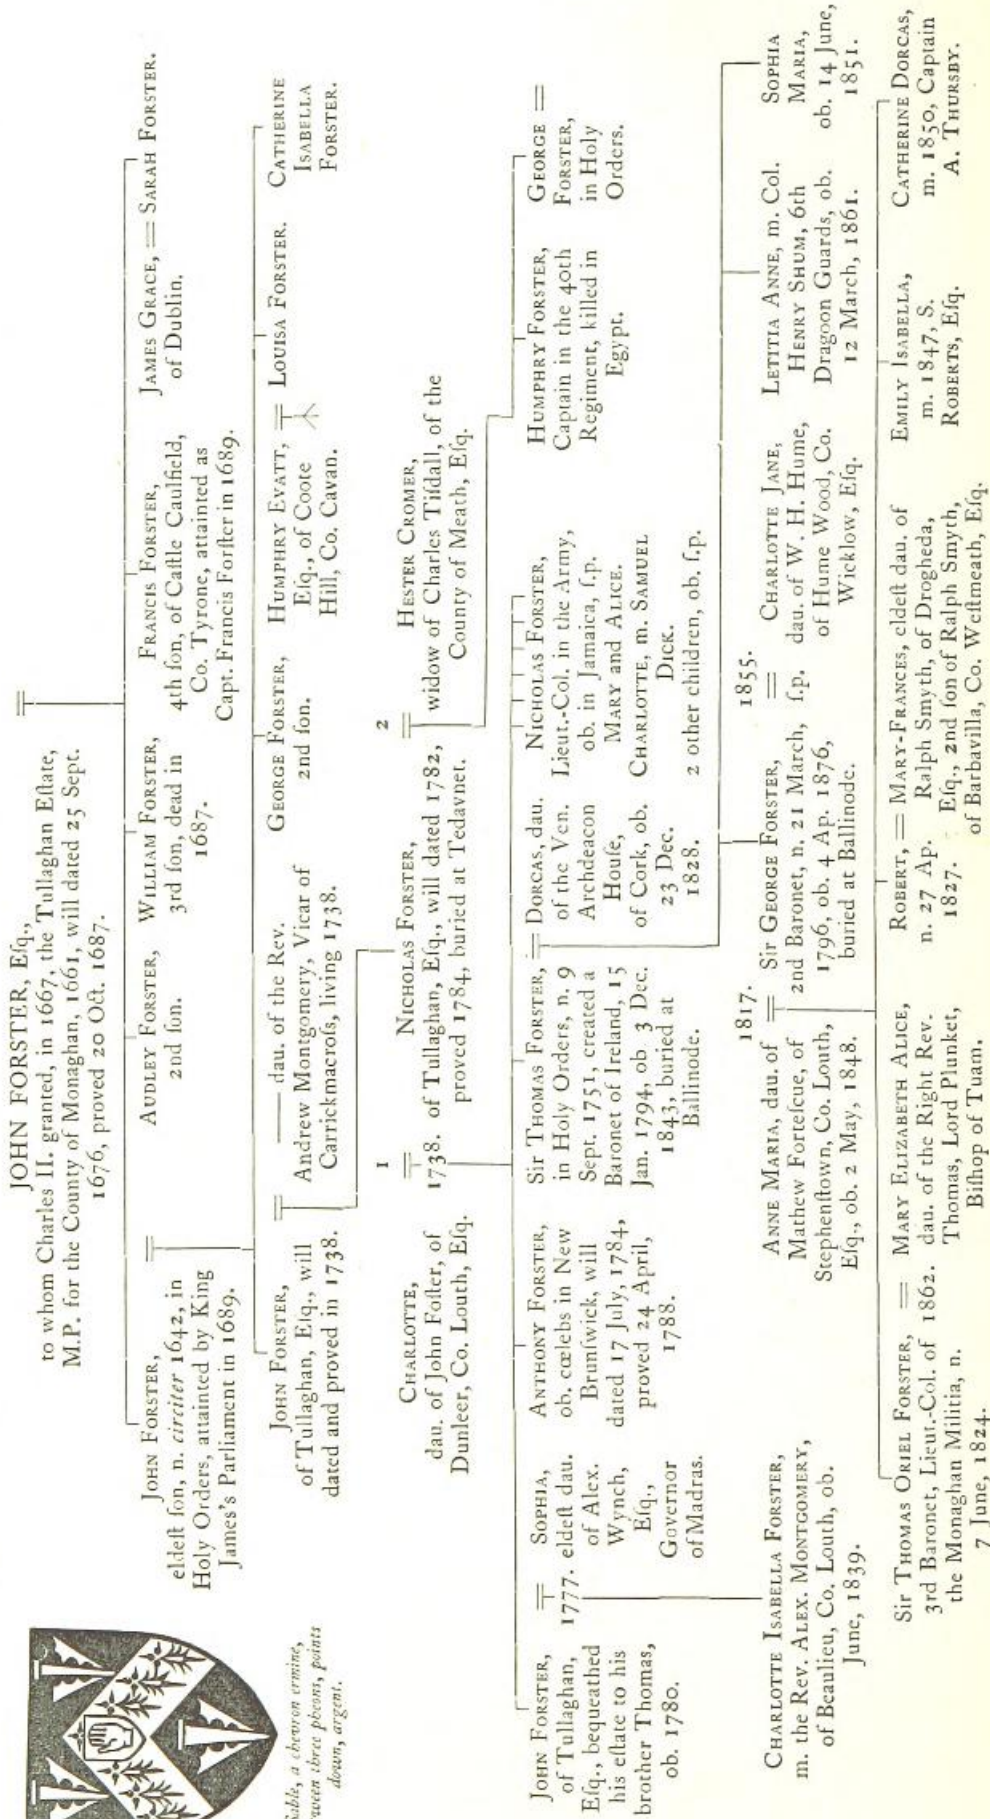 JOHN FORSTER, Eſq.,
to whom Charles II. granted, in 1667, the Tullaghan Eſtate,
M.P. for the County of Monaghan, 1661, will dated 25 Sept.
1676, proved 20 Oct. 1687.
JOHN FORSTER,
eldeſt ſon, n. circiter 1642, in
Holy Orders, attainted by King
James's Parliament in 1689.
AUDLEY FORSTER,
2nd ſon.
WILLIAM FORSTER,
3rd ſon, dead in
1687.
FRANCIS FORSTER,
4th ſon, of Caſtle Caulfield,
Co. Tyrone, attainted as
Capt. Francis Forſter in 1689.
JAMES GRACE, = SARAH FORSTER.
of Dublin.
able, a chevron ermine,
ween three pheons, points
down, argent.
JOHN FORSTER,
of Tullaghan, Eſq., will
dated and proved in 1738.
—— dau. of the Rev.
Andrew Montgomery, Vicar of
Carrickmacroſs, living 1738.
GEORGE FORSTER,
2nd ſon.
HUMPHRY EVATT, = LOUISA FORSTER.
Eſq., of Coote
Hill, Co. Cavan.
CATHERINE
ISABELLA
FORSTER.
CHARLOTTE,
dau. of John Foſter, of
Dunleer, Co. Louth, Eſq.
1
=
1738.
NICHOLAS FORSTER,
of Tullaghan, Eſq., will dated 1782,
proved 1784, buried at Tedavnet.
2
=
HESTER CROMER,
widow of Charles Tiſdall, of the
County of Meath, Eſq.
JOHN FORSTER,
of Tullaghan,
Eſq., bequeathed
his eſtate to his
brother Thomas,
ob. 1780.
=
1777.
SOPHIA,
eldeſt dau.
of Alex.
Wynch,
Eſq.,
Governor
of Madras.
ANTHONY FORSTER,
ob. cœlebs in New
Brunſwick, will
dated 17 July, 1784,
proved 24 April,
1788.
Sir THOMAS FORSTER,
in Holy Orders, n. 9
Sept. 1751, created a
Baronet of Ireland, 15
Jan. 1794, ob. 3 Dec.
1843, buried at
Ballinode.
= DORCAS, dau.
of the Ven.
Archdeacon
Houſe,
of Cork, ob.
23 Dec.
1828.
NICHOLAS FORSTER,
Lieut.-Col. in the Army,
ob. in Jamaica, ſ.p.
MARY and ALICE.
CHARLOTTE, m. SAMUEL
DICK.
2 other children, ob. ſ.p.
HUMPHRY FORSTER,
Captain in the 40th
Regiment, killed in
Egypt.
GEORGE =
FORSTER,
in Holy
Orders.
CHARLOTTE ISABELLA FORSTER,
m. the Rev. ALEX. MONTGOMERY,
of Beaulieu, Co. Louth, ob.
June, 1839.
ANNE MARIA, dau. of
Mathew Forteſcue, of
Stephenſtown, Co. Louth,
Eſq., ob. 2 May, 1848.
1817.
=
Sir GEORGE FORSTER,
2nd Baronet, n. 21 March,
1796, ob. 4 Ap. 1876,
buried at Ballinode.
1855.
=
ſ.p.
CHARLOTTE JANE,
dau. of W. H. Hume,
of Hume Wood, Co.
Wicklow, Eſq.
LETITIA ANNE, m. Col.
HENRY SHUM, 6th
Dragoon Guards, ob.
12 March, 1861.
SOPHIA
MARIA,
ob. 14 June,
1851.
Sir THOMAS ORIEL FORSTER,
3rd Baronet, Lieut.-Col. of
the Monaghan Militia, n.
7 June, 1824.
=
1862.
MARY ELIZABETH ALICE,
dau. of the Right Rev.
Thomas, Lord Plunket,
Biſhop of Tuam.
ROBERT,
n. 27 Ap.
1827.
= MARY-FRANCES, eldeſt dau. of
Ralph Smyth, of Drogheda,
Eſq., 2nd ſon of Ralph Smyth,
of Barbavilla, Co. Weſtmeath, Eſq.
EMILY ISABELLA,
m. 1847, S.
ROBERTS, Eſq.
CATHERINE DORCAS,
m. 1850, Captain
A. THURSBY.